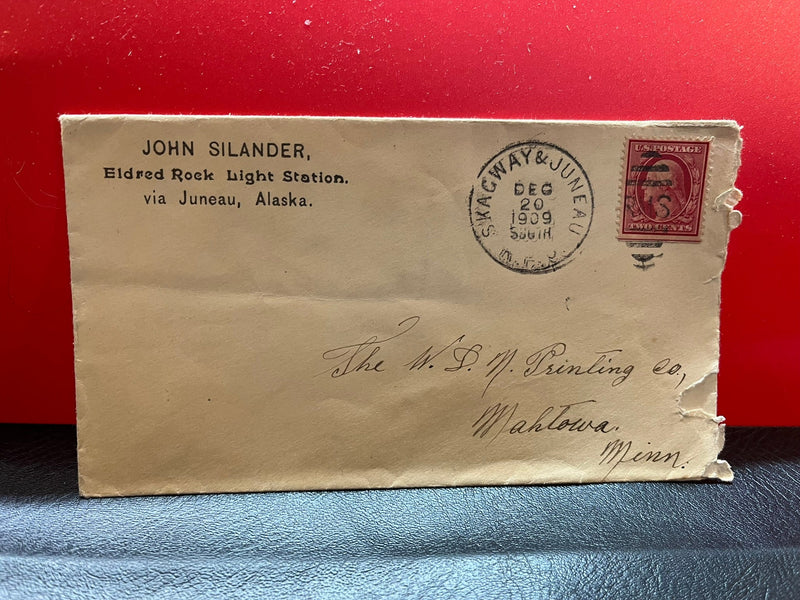 JOHN SILANDER,
Eldred Rock Light Station.
via Juneau, Alaska.
SKAGWAY & JUNEAU
DEC
20
1909
SOUTH
R.P.O.
U.S. POSTAGE
TWO CENTS
The W. D. N. Printing Co,
Mahtowa.
Minn.